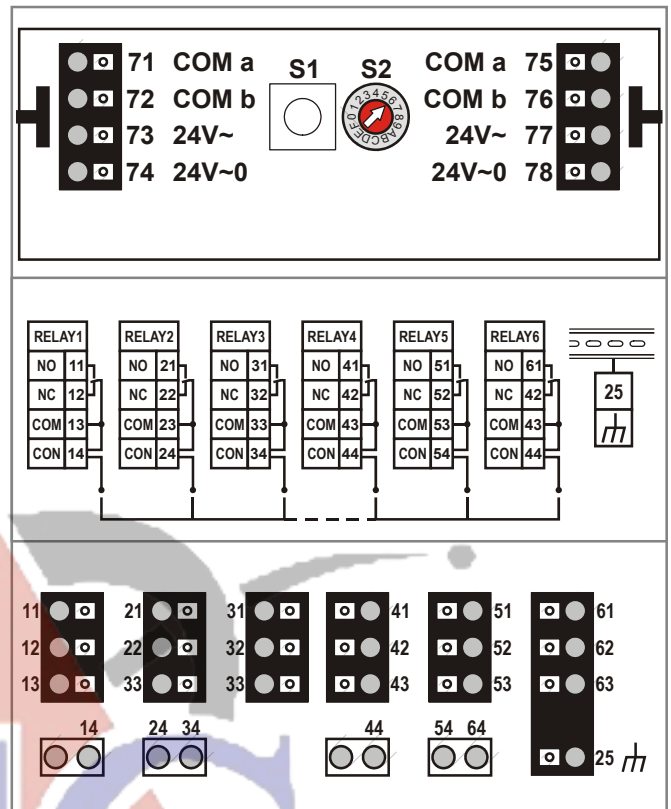 71 COM a S1 S2 COM a 75
72 COM b COM b 76
73 24V~ 24V~ 77
74 24V~0 24V~0 78
0123456789ABCDEF
RELAY1 RELAY2 RELAY3 RELAY4 RELAY5 RELAY6
NO 11 NO 21 NO 31 NO 41 NO 51 NO 61
NC 12 NC 22 NC 32 NC 42 NC 52 NC 42
COM 13 COM 23 COM 33 COM 43 COM 53 COM 43
CON 14 CON 24 CON 34 CON 44 CON 54 CON 44
25
11 21 31 41 51 61
12 22 32 42 52 62
13 33 33 43 53 63
14 24 34 44 54 64
25